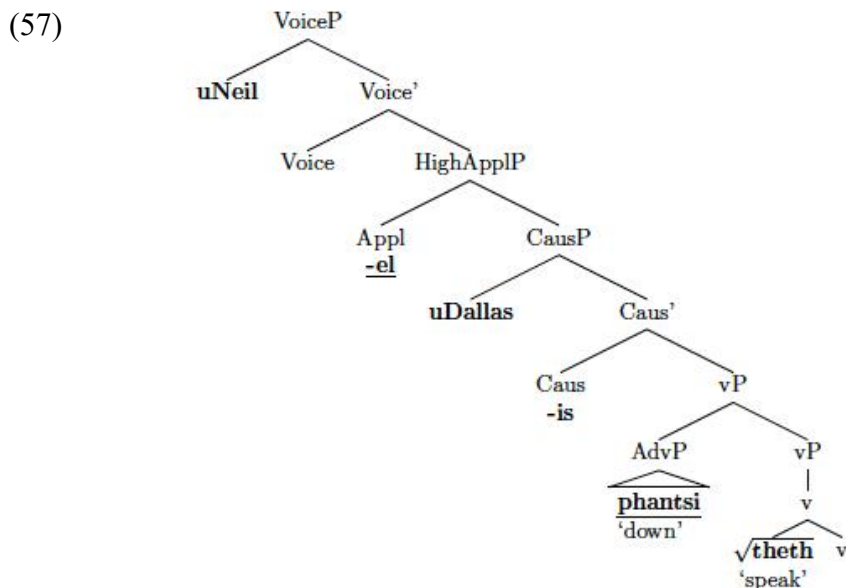 (57)
VoiceP
uNeil Voice’
Voice HighApplP
Appl CausP
-el
uDallas Caus’
Caus vP
-is
AdvP vP
phantsi v
‘down’
√theth v
‘speak’